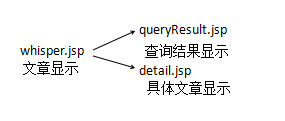 queryResult.jsp
查询结果显示
whisper.jsp
文章显示
detail.jsp
具体文章显示